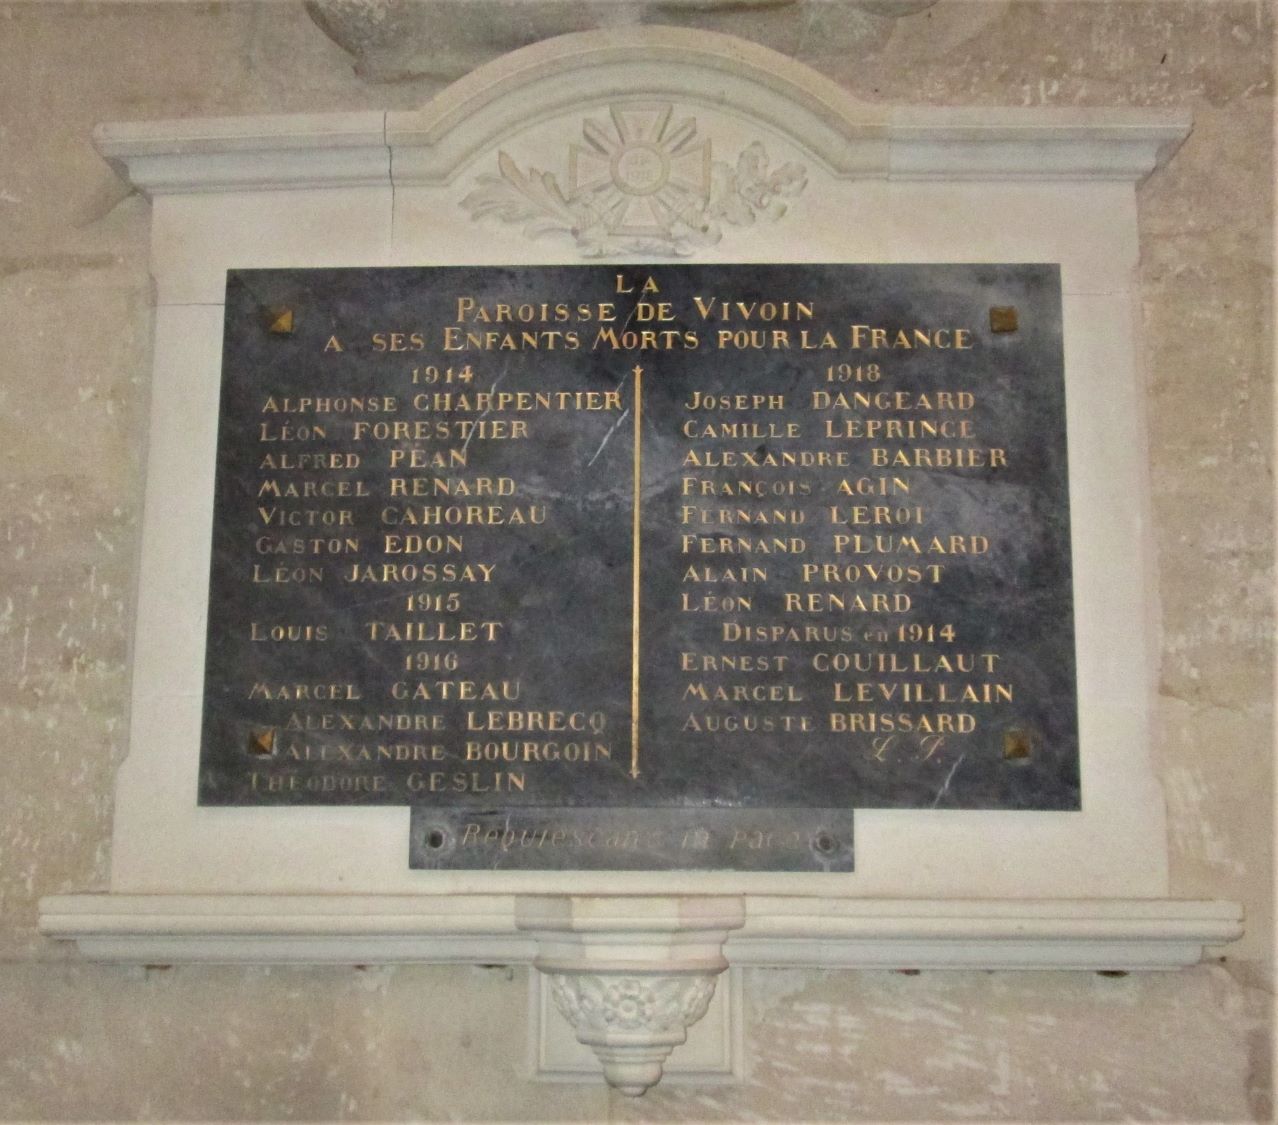 LA
PAROISSE DE VIVOIN
A SES ENFANTS MORTS POUR LA FRANCE
1914
ALPHONSE CHARPENTIER
LÉON FORESTIER
ALFRED PÉAN
MARCEL RENARD
VICTOR CAHOREAU
GASTON EDON
LÉON JAROSSAY
1915
LOUIS TAILLET
1916
MARCEL GATEAU
ALEXANDRE LEBRECQ
ALEXANDRE BOURGOIN
THÉODORE GESLIN
1918
JOSEPH DANGEARD
CAMILLE LEPRINCE
ALEXANDRE BARBIER
FRANÇOIS AGIN
FERNAND LEROI
FERNAND PLUMARD
ALAIN PROVOST
LÉON RENARD
DISPARUS en 1914
ERNEST COUILLAUT
MARCEL LEVILLAIN
AUGUSTE BRISSARD
L. P.
Requiescant in pace